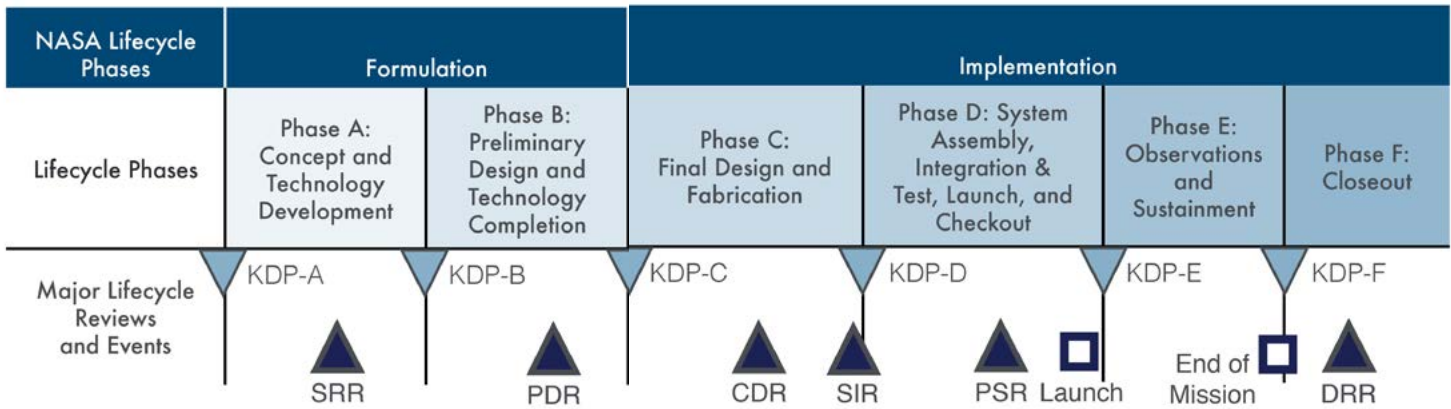 NASA Lifecycle
Phases
Formulation
Implementation
Lifecycle Phases
Phase A:
Concept and
Technology
Development
Phase B:
Preliminary
Design and
Technology
Completion
Phase C:
Final Design and
Fabrication
Phase D: System
Assembly,
Integration &
Test, Launch, and
Checkout
Phase E:
Observations
and
Sustainment
Phase F:
Closeout
Major Lifecycle
Reviews
and Events
KDP-A
KDP-B
KDP-C
KDP-D
KDP-E
KDP-F
SRR
PDR
CDR
SIR
PSR
Launch
End of
Mission
DRR